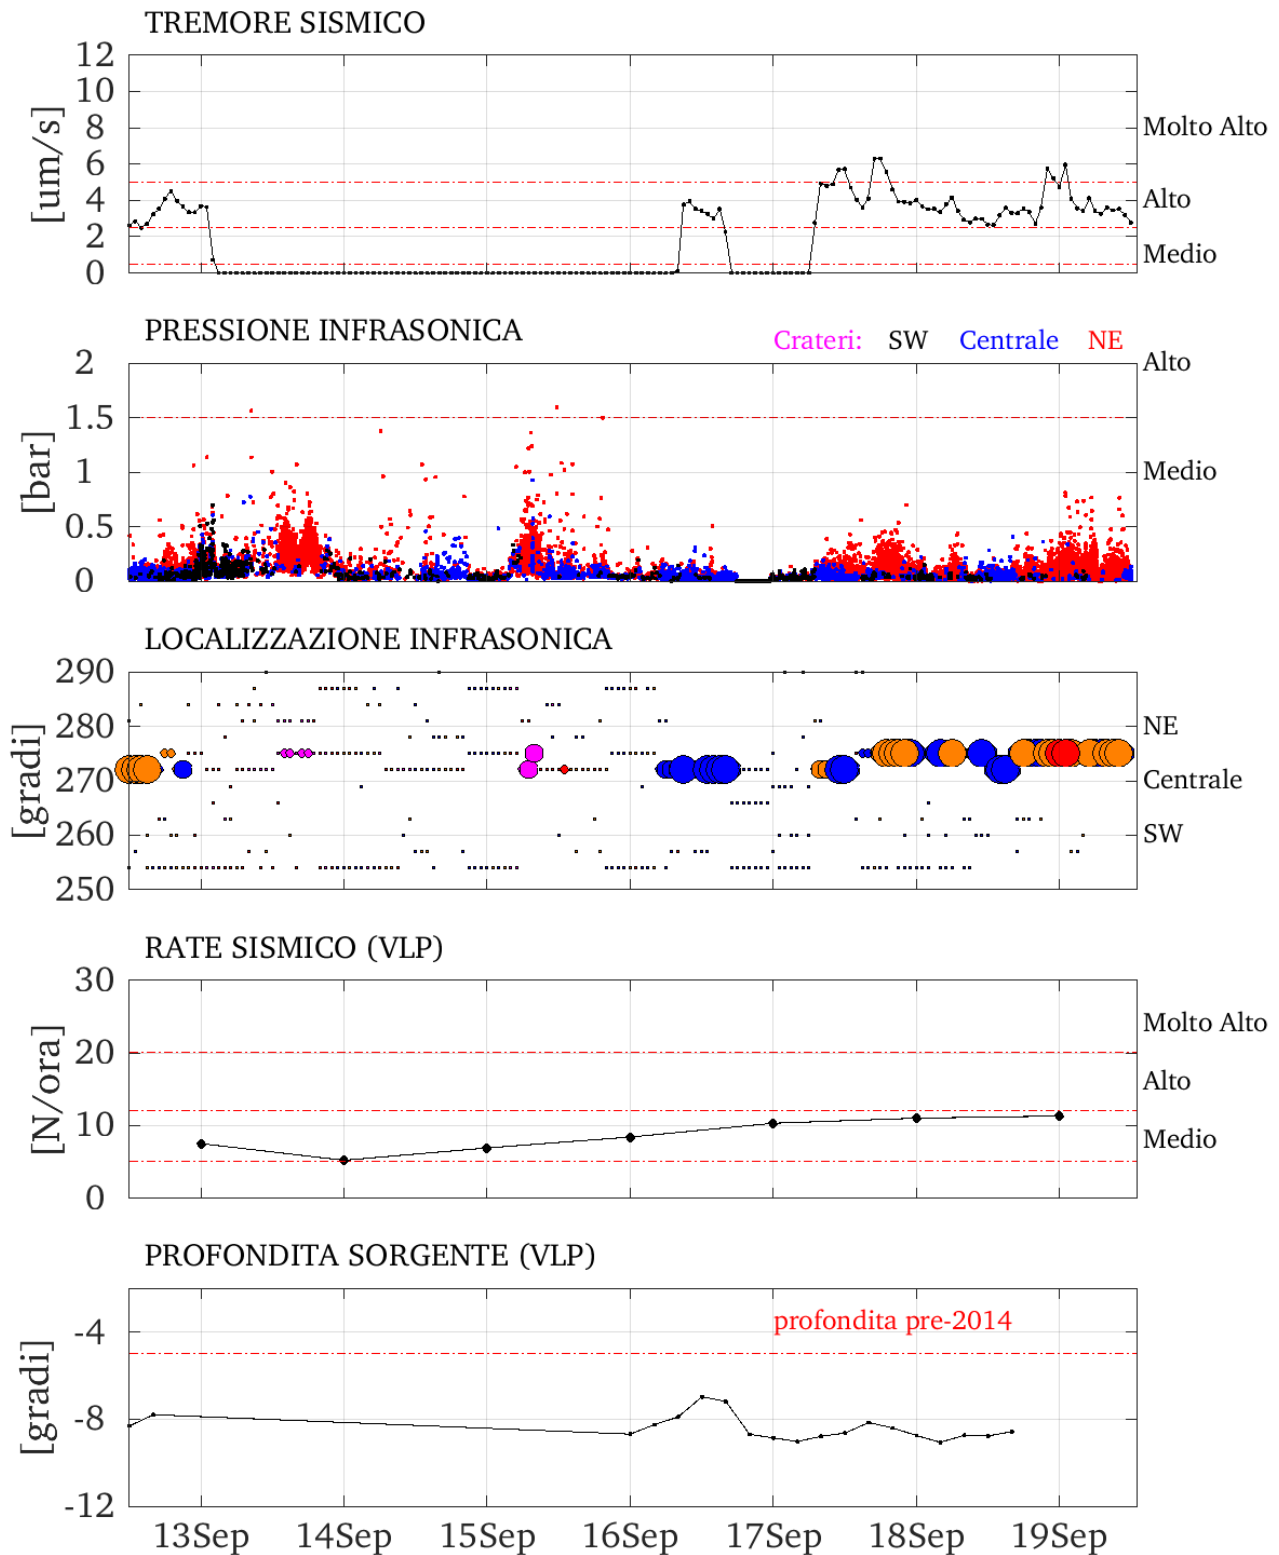 TREMORE SISMICO
12
10
8
6
4
2
0
[um/s]
Molto Alto
Alto
Medio
PRESSIONE INFRASONICA
Crateri: SW Centrale NE
2
1.5
1
0.5
0
[bar]
Alto
Medio
LOCALIZZAZIONE INFRASONICA
290
280
270
260
250
[gradi]
NE
Centrale
SW
RATE SISMICO (VLP)
30
20
10
0
[N/ora]
Molto Alto
Alto
Medio
PROFONDITA SORGENTE (VLP)
profondita pre-2014
-4
-8
-12
[gradi]
13Sep 14Sep 15Sep 16Sep 17Sep 18Sep 19Sep